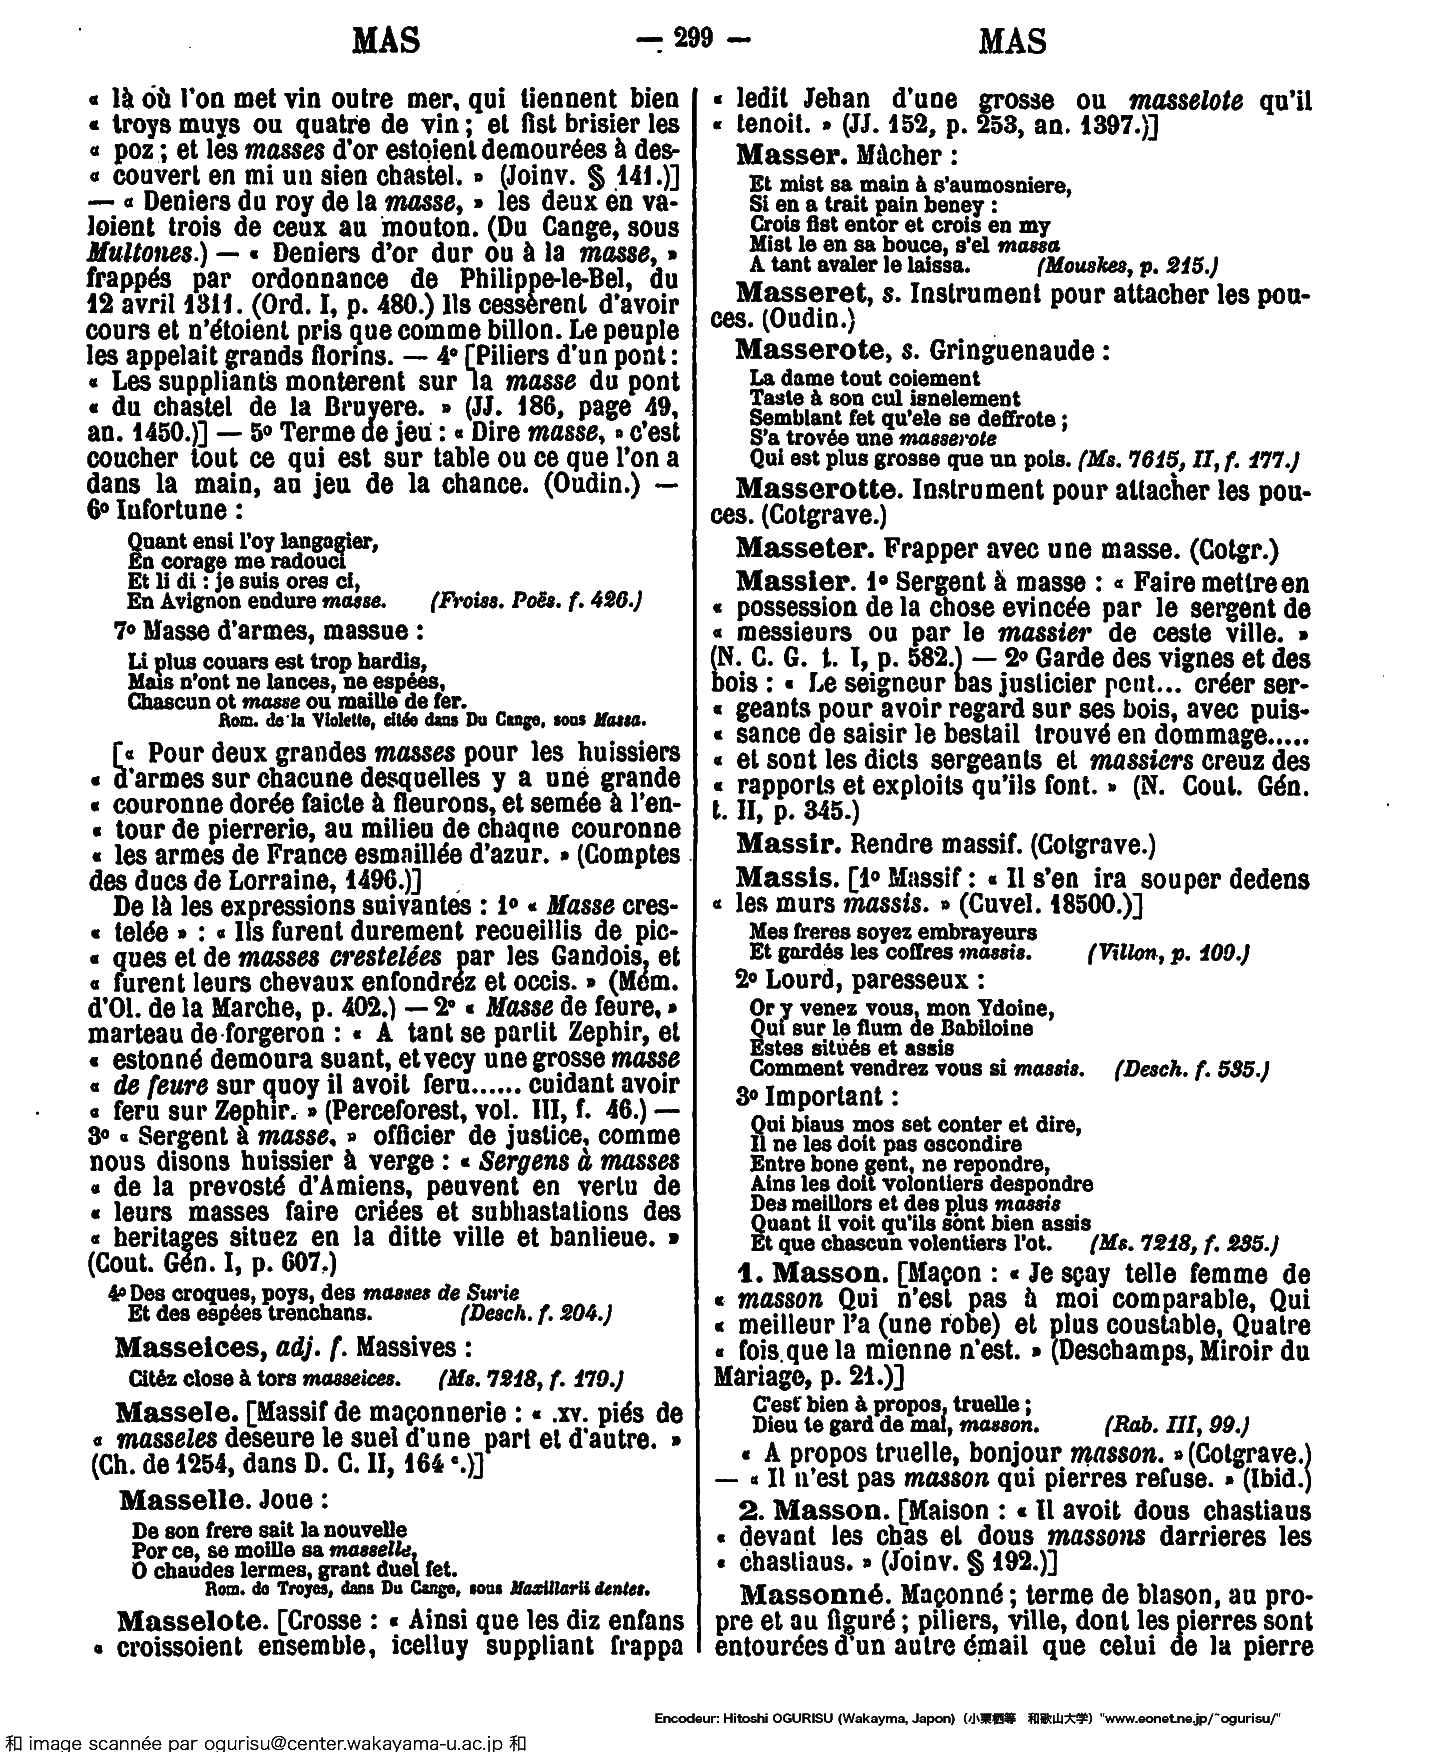 MAS — 299 — MAS
« là où l'on met vin outre mer, qui tiennent bien
« troys muys ou quatre de vin ; et fist brisier les
« poz ; et les masses d'or estoient demourées à des-
« couvert en mi un sien chastel. » (Joinv. § 141.)]
— « Deniers du roy de la masse, » les deux en va-
loient trois de ceux au mouton. (Du Cange, sous
Multones.) — « Deniers d'or dur ou à la masse, »
frappés par ordonnance de Philippe-le-Bel, du
12 avril 1311. (Ord. I, p. 480.) Ils cessèrent d'avoir
cours et n'étoient pris que comme billon. Le peuple
les appelait grands florins. — 4º [Piliers d'un pont :
« Les suppliants monterent sur la masse du pont
« du chastel de la Bruyere. » (JJ. 186, page 49,
an. 1450.)] — 5º Terme de jeu : « Dire masse, » c'est
coucher tout ce qui est sur table ou ce que l'on a
dans la main, au jeu de la chance. (Oudin.) —
6º Infortune :
Quant ensi l'oy langagier,
En corage me radouci
Et li di : je suis ores ci,
En Avignon endure masse. (Froiss. Poës. f. 426.)
7º Masse d'armes, massue :
Li plus couars est trop hardis,
Mais n'ont ne lances, ne espées,
Chascun ot masse ou maille de fer.
Rom. de la Violette, citée dans Du Cange, sous Massa.
[« Pour deux grandes masses pour les huissiers
« d'armes sur chacune desquelles y a une grande
« couronne dorée faicte à fleurons, et semée à l'en-
« tour de pierrerie, au milieu de chaque couronne
« les armes de France esmaillée d'azur. » (Comptes
des ducs de Lorraine, 1496.)]
De là les expressions suivantes : 1º « Masse cres-
« telée » : « Ils furent durement recueillis de pic-
« ques et de masses crestelées par les Gandois, et
« furent leurs chevaux enfondrez et occis. » (Mém.
d'Ol. de la Marche, p. 402.) — 2º « Masse de feure, »
marteau de forgeron : « A tant se partit Zephir, et
« estonné demoura suant, et vecy une grosse masse
« de feure sur quoy il avoit feru...... cuidant avoir
« feru sur Zephir. » (Perceforest, vol. III, f. 46.) —
3º « Sergent à masse, » officier de justice, comme
nous disons huissier à verge : « Sergens à masses
« de la prevosté d'Amiens, peuvent en vertu de
« leurs masses faire criées et subhastations des
« heritages situez en la ditte ville et banlieue. »
(Cout. Gén. I, p. 607.)
4º Des croques, poys, des masses de Surie
Et des espées trenchans. (Desch. f. 204.)
Masseices, adj. f. Massives :
Citéz close à tors masseices. (Ms. 7218, f. 179.)
Massele. [Massif de maçonnerie : « .xv. piés de
« masseles deseure le suel d'une part et d'autre. »
(Ch. de 1254, dans D. C. II, 164 c.)]
Masselle. Joue :
De son frere sait la nouvelle
Por ce, se moille sa masselle,
O chaudes lermes, grant duel fet.
Rom. de Troyes, dans Du Cange, sous Maxillarii dentes.
Masselote. [Crosse : « Ainsi que les diz enfans
« croissoient ensemble, icelluy suppliant frappa
« ledit Jehan d'une grosse ou masselote qu'il
« tenoit. » (JJ. 152, p. 253, an. 1397.)]
Masser. Mâcher :
Et mist sa main à s'aumosniere,
Si en a trait pain beney :
Crois fist entor et crois en my
Mist le en sa bouce, s'el massa
A tant avaler le laissa. (Mouskes, p. 215.)
Masseret, s. Instrument pour attacher les pou-
ces. (Oudin.)
Masserote, s. Gringuenaude :
La dame tout coiement
Taste à son cul isnelement
Semblant fet qu'ele se deffrote ;
S'a trovée une masserote
Qui est plus grosse que un pois. (Ms. 7615, II, f. 177.)
Masserotte. Instrument pour attacher les pou-
ces. (Cotgrave.)
Masseter. Frapper avec une masse. (Cotgr.)
Massier. 1º Sergent à masse : « Faire mettre en
« possession de la chose evincée par le sergent de
« messieurs ou par le massier de ceste ville. »
(N. C. G. t. I, p. 582.) — 2º Garde des vignes et des
bois : « Le seigneur bas justicier peut... créer ser-
« geants pour avoir regard sur ses bois, avec puis-
« sance de saisir le bestail trouvé en dommage.....
« et sont les dicts sergeants et massiers creuz des
« rapports et exploits qu'ils font. » (N. Cout. Gén.
t. II, p. 345.)
Massir. Rendre massif. (Cotgrave.)
Massis. [1º Massif : « Il s'en ira souper dedens
« les murs massis. » (Cuvel. 18500.)]
Mes freres soyez embrayeurs
Et gardés les coffres massis. (Villon, p. 109.)
2º Lourd, paresseux :
Or y venez vous, mon Ydoine,
Qui sur le flum de Babiloine
Estes situés et assis
Comment vendrez vous si massis. (Desch. f. 535.)
3º Important :
Qui biaus mos set conter et dire,
Il ne les doit pas escondire
Entre bone gent, ne repondre,
Ains les doit volontiers despondre
Des meillors et des plus massis
Quant il voit qu'ils sont bien assis
Et que chascun volentiers l'ot. (Ms. 7218, f. 235.)
1. Masson. [Maçon : « Je sçay telle femme de
« masson Qui n'est pas à moi comparable, Qui
« meilleur l'a (une robe) et plus coustable, Quatre
« fois que la mienne n'est. » (Deschamps, Miroir du
Mariage, p. 21.)]
C'est bien à propos, truelle ;
Dieu te gard de mal, masson. (Rab. III, 99.)
« A propos truelle, bonjour masson. » (Cotgrave.)
— « Il n'est pas masson qui pierres refuse. » (Ibid.)
2. Masson. [Maison : « Il avoit dous chastiaus
« devant les chas et dous massons darrieres les
« chastiaus. » (Joinv. § 192.)]
Massonné. Maçonné ; terme de blason, au pro-
pre et au figuré ; piliers, ville, dont les pierres sont
entourées d'un autre émail que celui de la pierre
Encodeur: Hitoshi OGURISU (Wakayma, Japon) (小栗栖等 和歌山大学) "www.eonet.ne.jp/~ogurisu/"
和 image scannée par ogurisu@center.wakayama-u.ac.jp 和